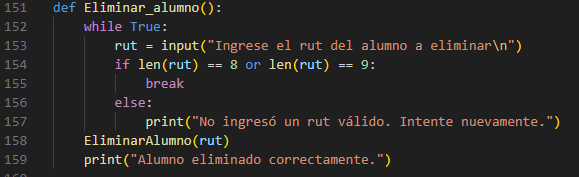 151 def Eliminar_alumno():
152     while True:
153         rut = input("Ingrese el rut del alumno a eliminar\n")
154         if len(rut) == 8 or len(rut) == 9:
155             break
156         else:
157             print("No ingresó un rut válido. Intente nuevamente.")
158     EliminarAlumno(rut)
159     print("Alumno eliminado correctamente.")